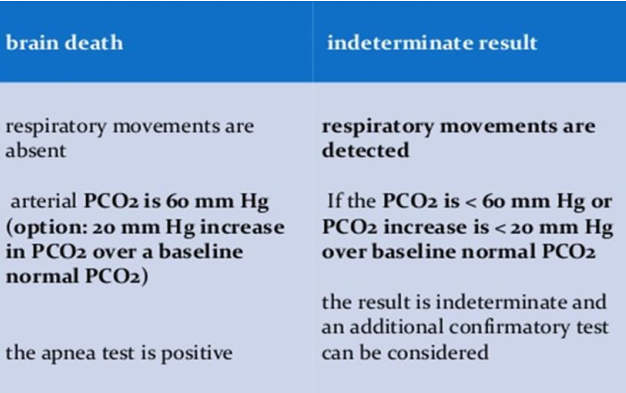 brain death
respiratory movements are
absent
arterial PCO2 is 60 mm Hg
(option: 20 mm Hg increase
in PCO2 over a baseline
normal PCO2)
the apnea test is positive
indeterminate result
respiratory movements are
detected
If the PCO2 is < 60 mm Hg or
PCO2 increase is < 20 mm Hg
over baseline normal PCO2
the result is indeterminate and
an additional confirmatory test
can be considered